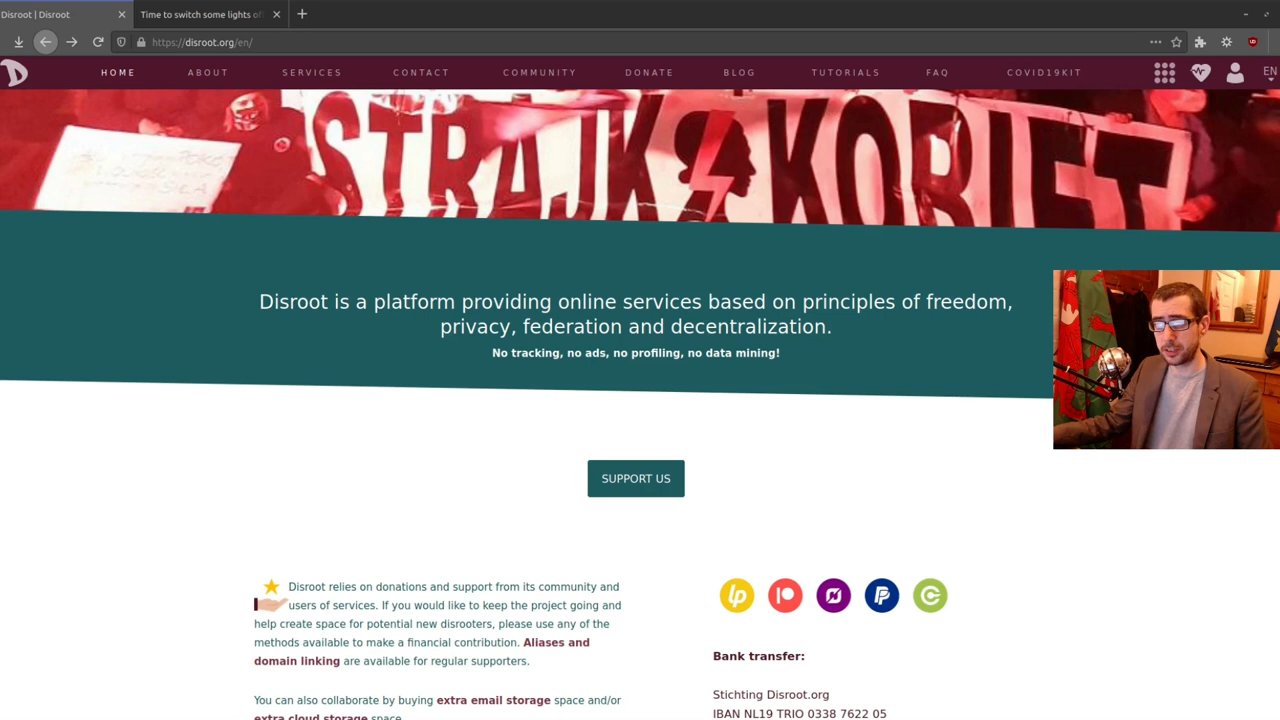 Disroot | Disroot
Time to switch some lights of
https://disroot.org/en/
HOME ABOUT SERVICES CONTACT COMMUNITY DONATE BLOG TUTORIALS FAQ COVID19KIT EN
STRAJK KOBIET
Disroot is a platform providing online services based on principles of freedom,
privacy, federation and decentralization.
No tracking, no ads, no profiling, no data mining!
SUPPORT US
Disroot relies on donations and support from its community and
users of services. If you would like to keep the project going and
help create space for potential new disrooters, please use any of the
methods available to make a financial contribution. Aliases and
domain linking are available for regular supporters.
You can also collaborate by buying extra email storage space and/or
extra cloud storage space.
lp
Bank transfer:
Stichting Disroot.org
IBAN NL19 TRIO 0338 7622 05